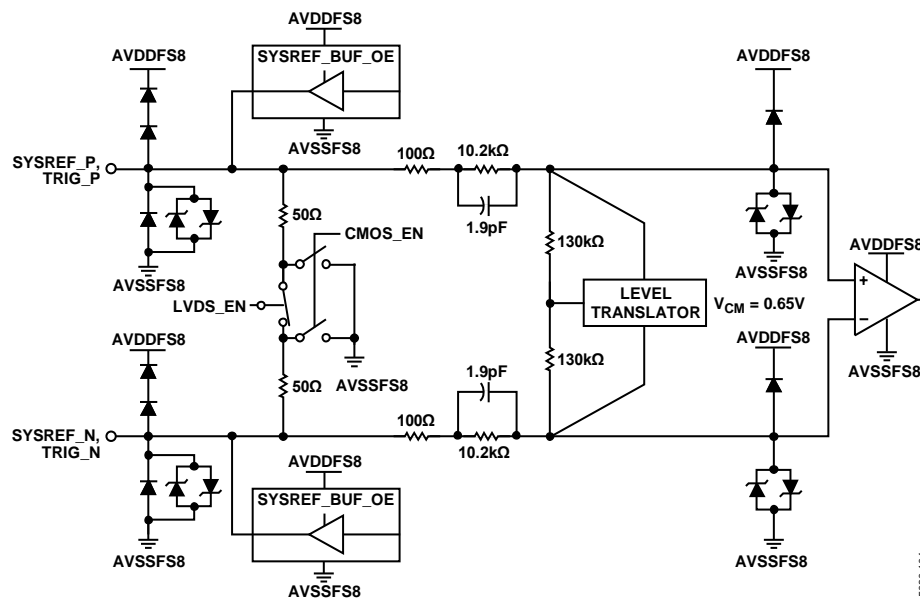 AVDDFS8
AVDDFS8
SYSREF_BUF_OE
AVSSFS8
SYSREF_P,
TRIG_P
100Ω
10.2kΩ
1.9pF
AVSSFS8
50Ω
CMOS_EN
LVDS_EN
AVSSFS8
50Ω
130kΩ
LEVEL
TRANSLATOR
130kΩ
AVDDFS8
AVSSFS8
V_CM = 0.65V
AVDDFS8
+
−
AVSSFS8
AVDDFS8
AVDDFS8
1.9pF
100Ω
10.2kΩ
SYSREF_N,
TRIG_N
AVDDFS8
SYSREF_BUF_OE
AVSSFS8
AVSSFS8
AVSSFS8